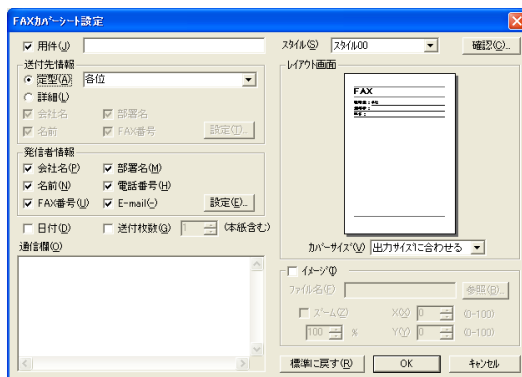 FAXｶﾊﾞｰｼｰﾄ設定
用件(J)
送付先情報
定型(A) 各位
詳細(L)
会社名 部署名
名前 FAX番号 設定(T)...
発信者情報
会社名(P) 部署名(M)
名前(N) 電話番号(H)
FAX番号(U) E-mail(-) 設定(E)...
日付(D) 送付枚数(G) 1 (本紙含む)
通信欄(O)
ｽﾀｲﾙ(S) ｽﾀｲﾙ00 確認(C)...
ﾚｲｱｳﾄ画面
FAX
ｶﾊﾞｰｻｲｽﾞ(V) 出力ｻｲｽﾞに合わせる
ｲﾒｰｼﾞ(I)
ﾌｧｲﾙ名(F) 参照(B)...
ｽﾞｰﾑ(Z) X(X) 0 (0-100)
100 % Y(Y) 0 (0-100)
標準に戻す(R) OK ｷｬﾝｾﾙ